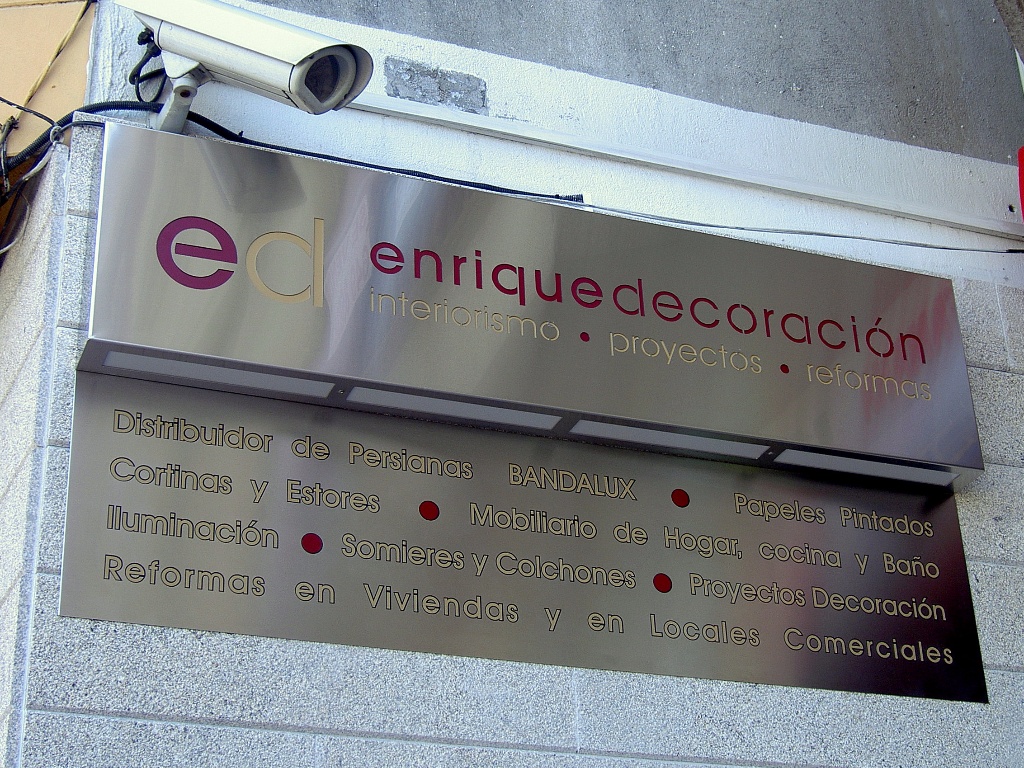 ed enriquedecoración
interiorismo • proyectos • reformas
Distribuidor de Persianas BANDALUX • Papeles Pintados
Cortinas y Estores • Mobiliario de Hogar, cocina y Baño
Iluminación • Somieres y Colchones • Proyectos Decoración
Reformas en Viviendas y en Locales Comerciales